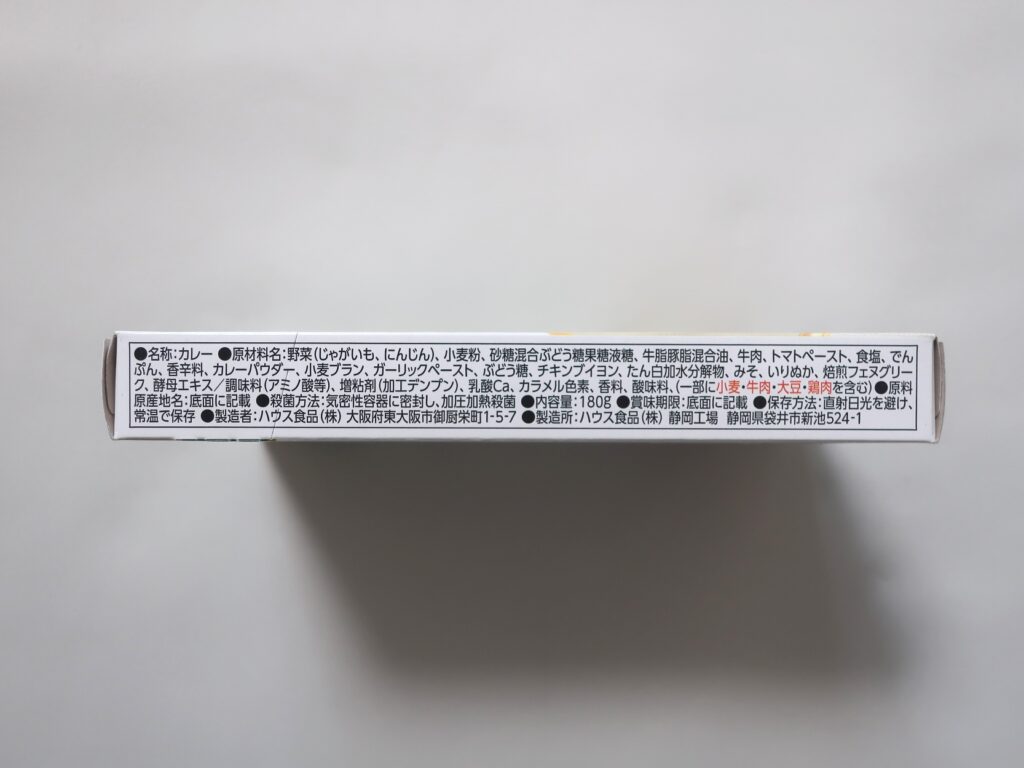 ●名称:カレー ●原材料名:野菜(じゃがいも、にんじん)、小麦粉、砂糖混合ぶどう糖果糖液糖、牛脂豚脂混合油、牛肉、トマトペースト、食塩、でん
ぷん、香辛料、カレーパウダー、小麦ブラン、ガーリックペースト、ぶどう糖、チキンブイヨン、たん白加水分解物、みそ、いりぬか、焙煎フェヌグリー
ク、酵母エキス/調味料(アミノ酸等)、増粘剤(加工デンプン)、乳酸Ca、カラメル色素、香料、酸味料、(一部に小麦・牛肉・大豆・鶏肉を含む) ●原料
原産地名:底面に記載 ●殺菌方法:気密性容器に密封し、加圧加熱殺菌 ●内容量:180g ●賞味期限:底面に記載 ●保存方法:直射日光を避け、
常温で保存 ●製造者:ハウス食品(株) 大阪府東大阪市御厨栄町1-5-7 ●製造所:ハウス食品(株) 静岡工場 静岡県袋井市新池524-1